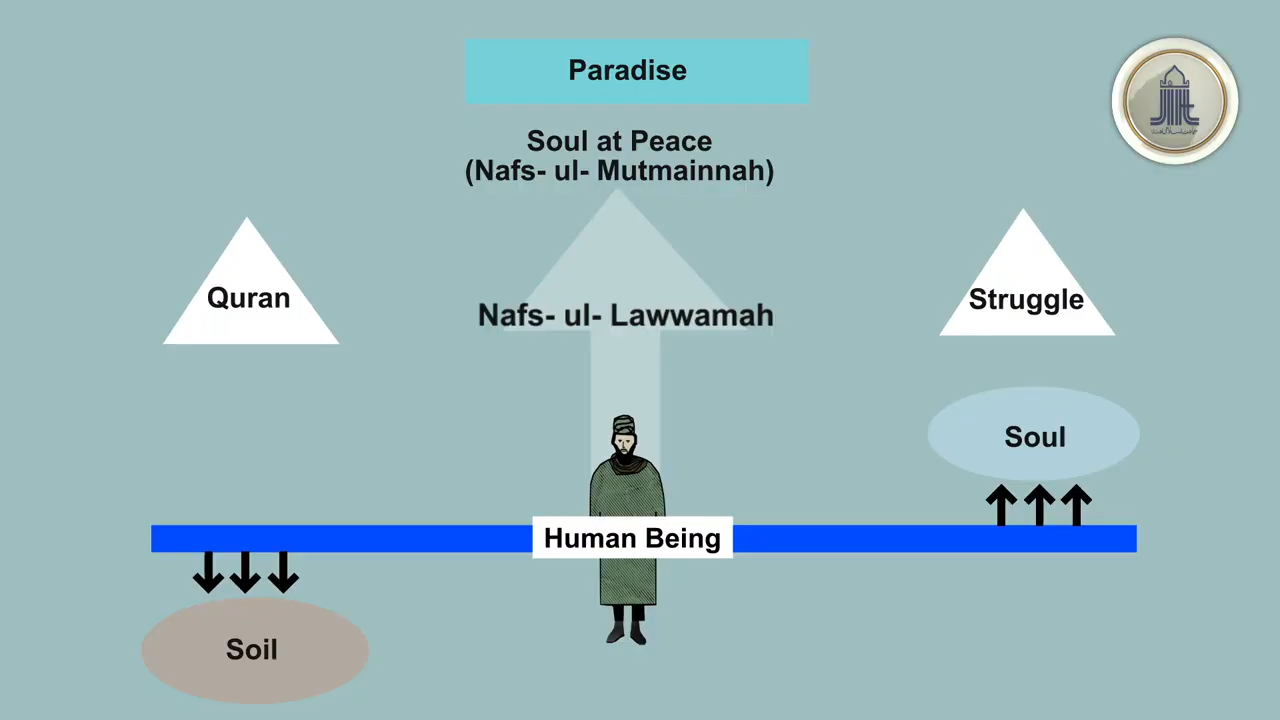 Paradise
Soul at Peace
(Nafs- ul- Mutmainnah)
Quran
Nafs- ul- Lawwamah
Struggle
Soul
Human Being
Soil